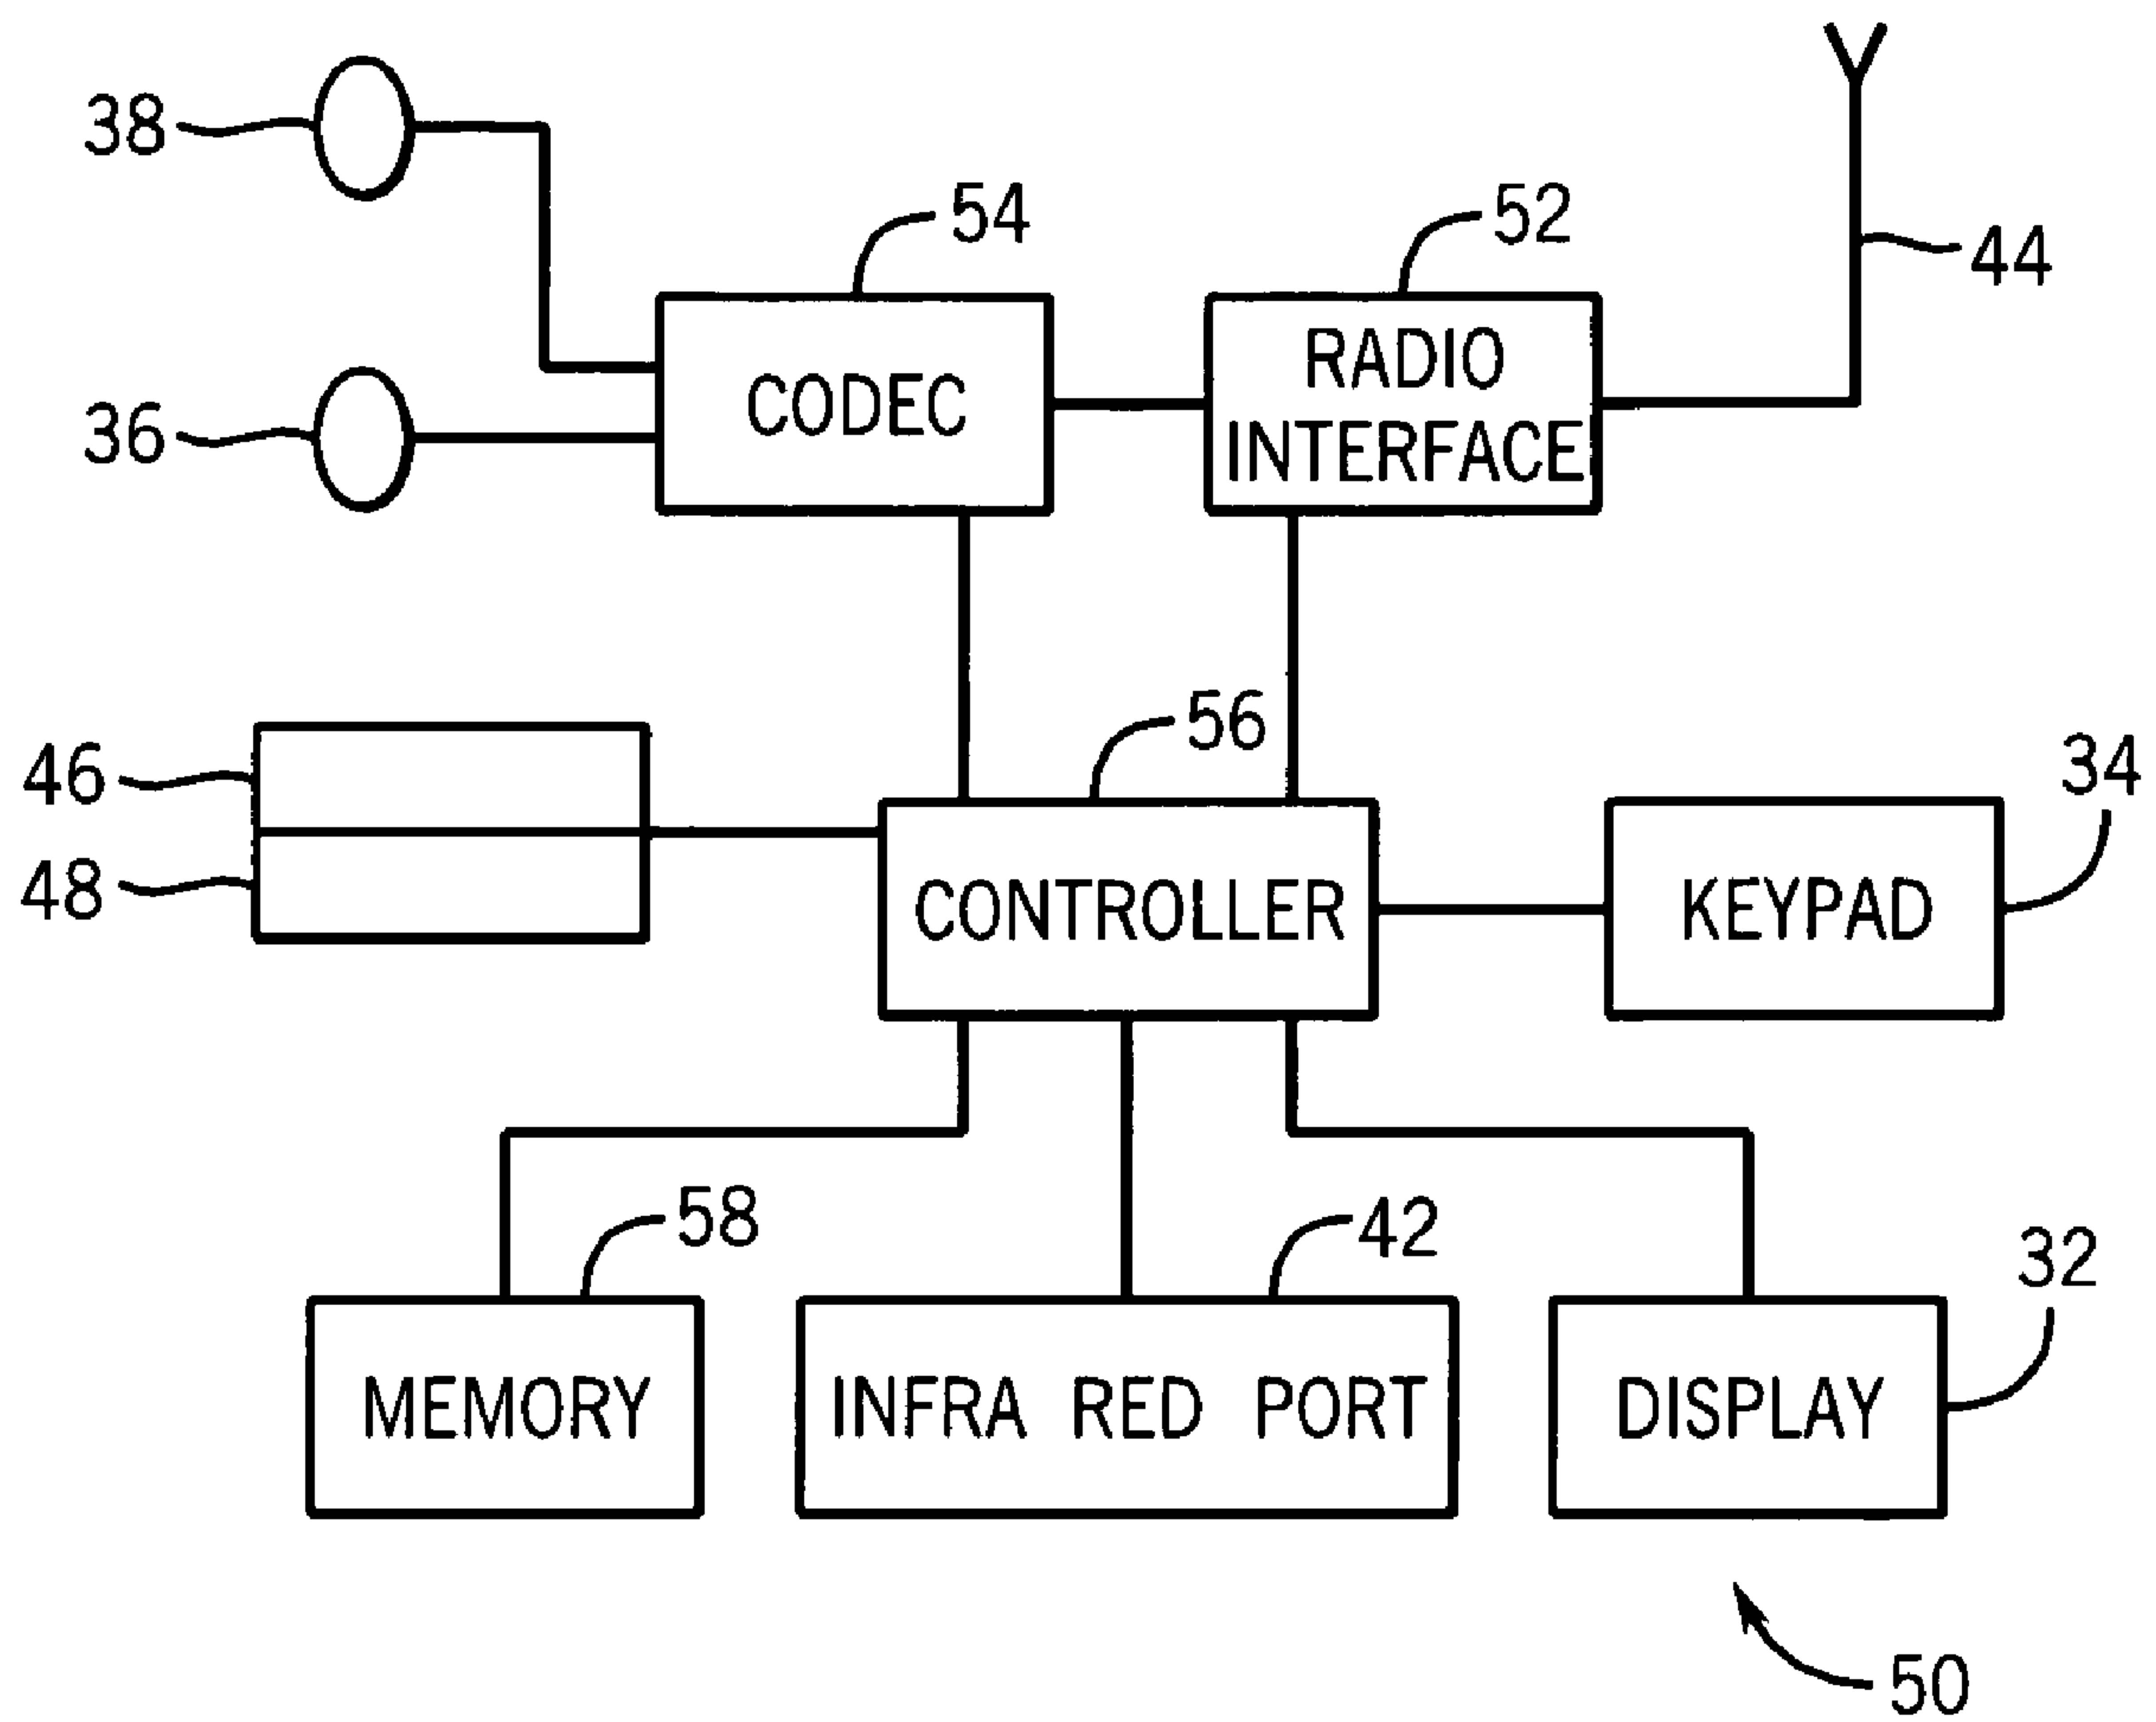 38
54
52
44
CODEC
RADIO
INTERFACE
36
56
46
34
48
CONTROLLER
KEYPAD
58
42
32
MEMORY
INFRA RED PORT
DISPLAY
50